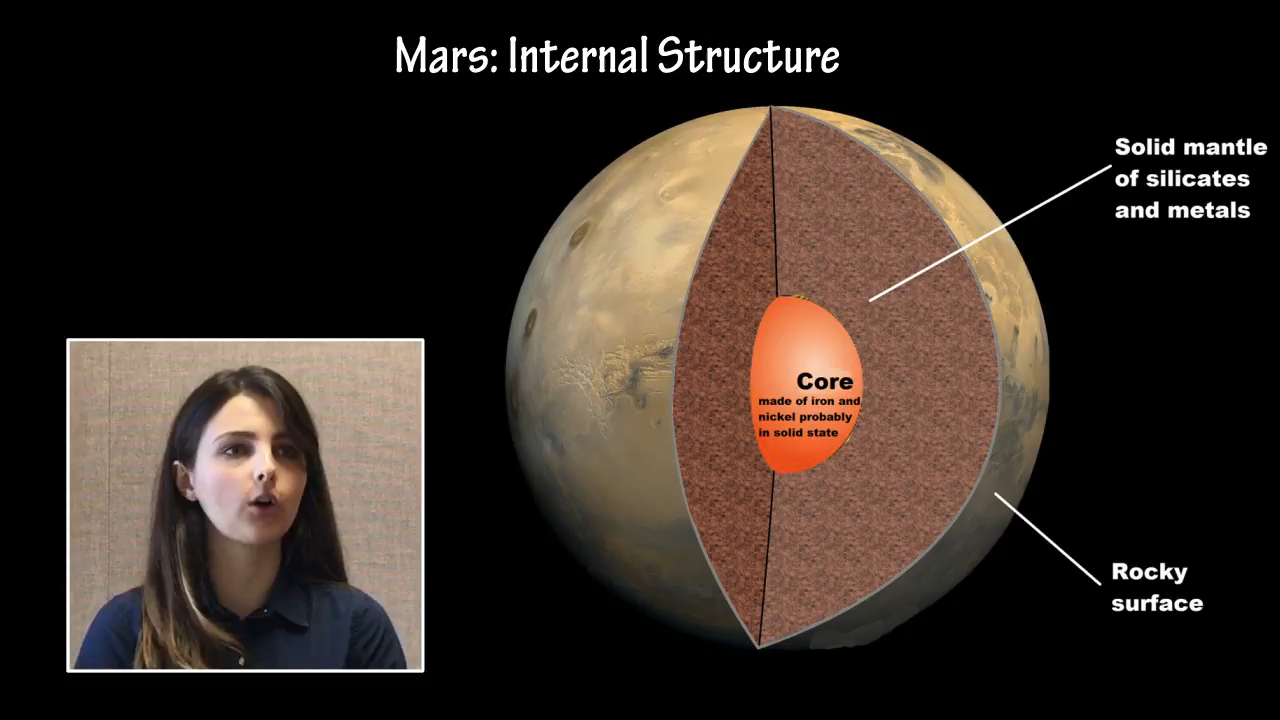 Mars: Internal Structure
Solid mantle
of silicates
and metals
Core
made of iron and
nickel probably
in solid state
Rocky
surface